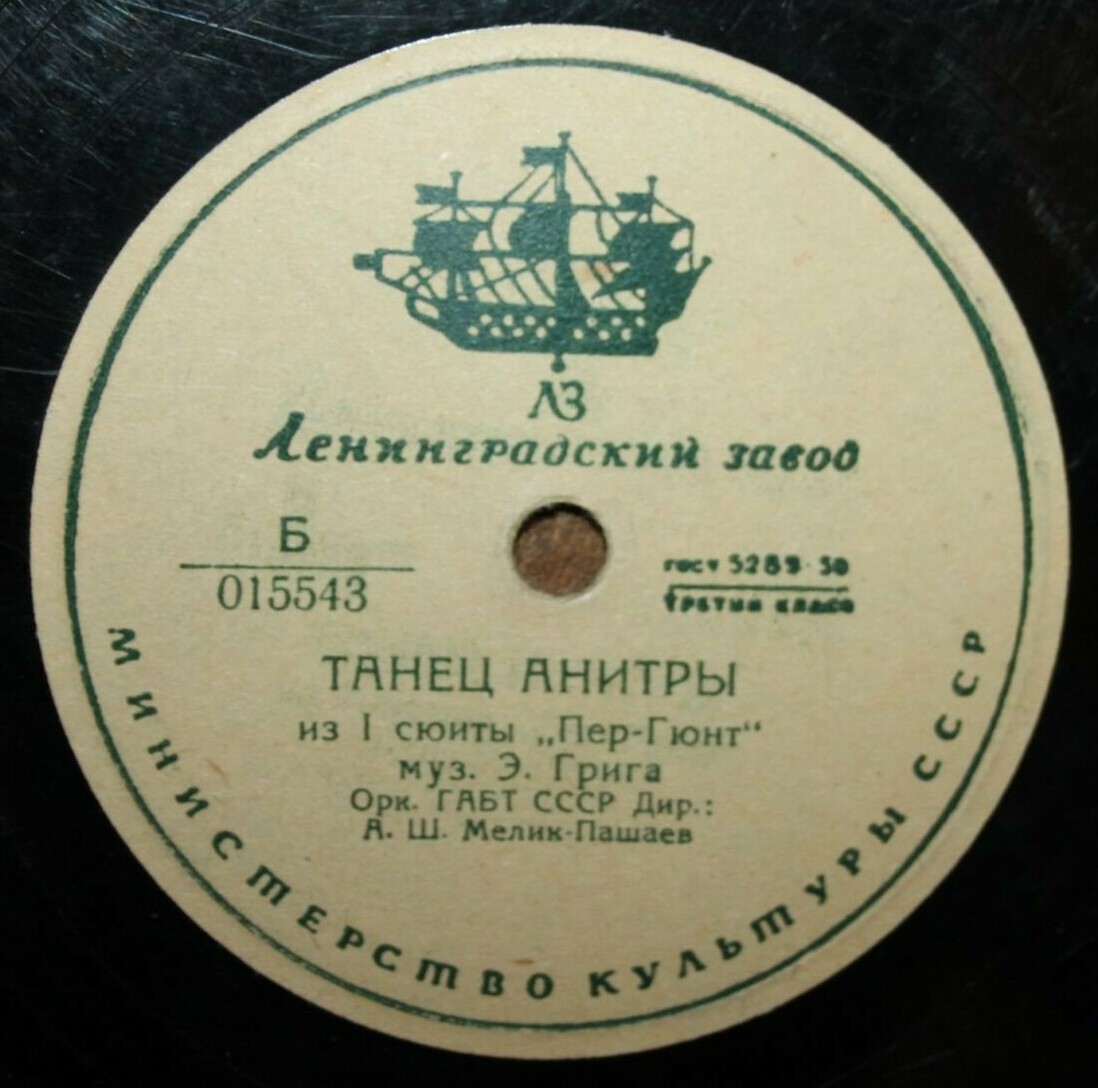 ЛЗ
Ленинградский завод
Б
015543
гост 5289-50
третий класс
ТАНЕЦ АНИТРЫ
из I сюиты „Пер-Гюнт“
муз. Э. Грига
Орк. ГАБТ СССР Дир.:
А. Ш. Мелик-Пашаев
МИНИСТЕРСТВО КУЛЬТУРЫ СССР